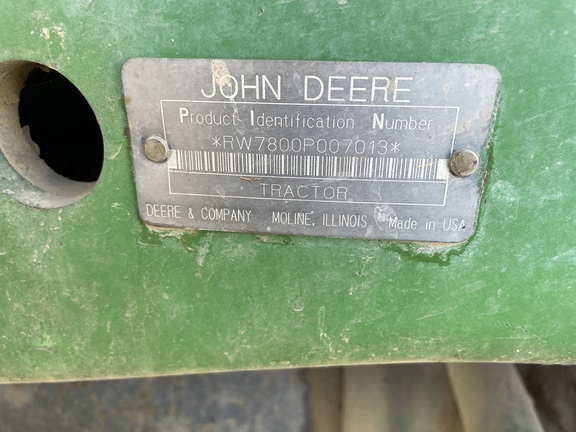 JOHN DEERE
Product Identification Number
*RW7800P007013*
TRACTOR
DEERE & COMPANY MOLINE, ILLINOIS Made in USA